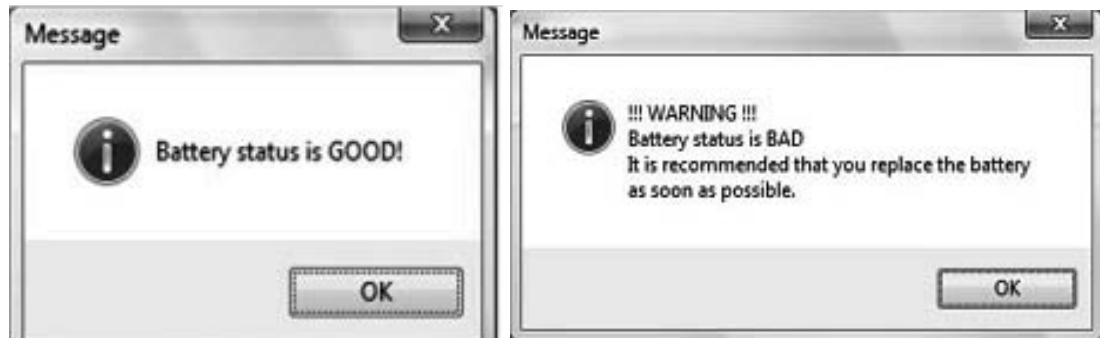 Message
Battery status is GOOD!
OK
Message
!!! WARNING !!!
Battery status is BAD
It is recommended that you replace the battery
as soon as possible.
OK